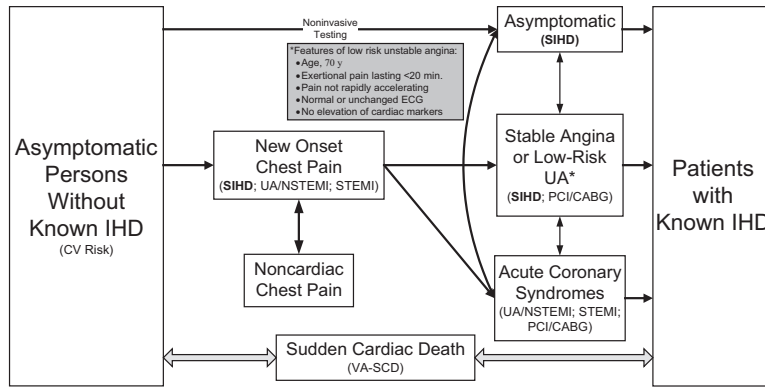 Noninvasive
Testing
Asymptomatic
(SIHD)
*Features of low risk unstable angina:
•Age, 70 y
•Exertional pain lasting <20 min.
•Pain not rapidly accelerating
•Normal or unchanged ECG
•No elevation of cardiac markers
Asymptomatic
Persons
Without
Known IHD
(CV Risk)
New Onset
Chest Pain
(SIHD; UA/NSTEMI; STEMI)
Noncardiac
Chest Pain
Stable Angina
or Low-Risk
UA*
(SIHD; PCI/CABG)
Acute Coronary
Syndromes
(UA/NSTEMI; STEMI;
PCI/CABG)
Patients
with
Known IHD
Sudden Cardiac Death
(VA-SCD)